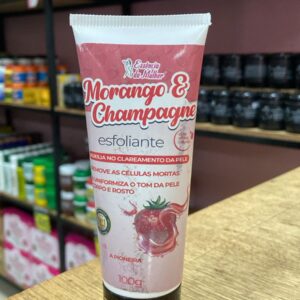 Essência
da Mulher
Morango &
Champagne
esfoliante
AUXILIA NO CLAREAMENTO DA PELE
REMOVE AS CÉLULAS MORTAS
UNIFORMIZA O TOM DA PELE
CORPO E ROSTO
A PIONEIRA
100g